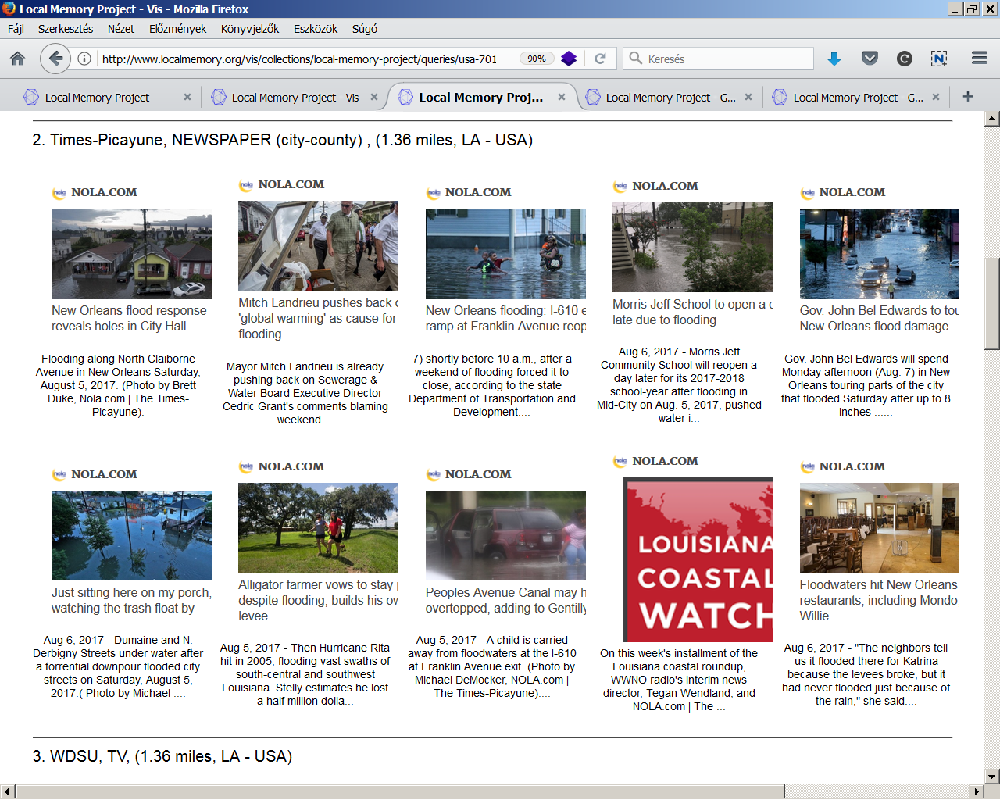 Local Memory Project - Vis - Mozilla Firefox
Fájl Szerkesztés Nézet Előzmények Könyvjelzők Eszközök Súgó
http://www.localmemory.org/vis/collections/local-memory-project/queries/usa-701 90% Keresés
Local Memory Project Local Memory Project - Vis Local Memory Proj... Local Memory Project - G... Local Memory Project - G...
2. Times-Picayune, NEWSPAPER (city-county) , (1.36 miles, LA - USA)
nola NOLA.COM
New Orleans flood response
reveals holes in City Hall ...
Flooding along North Claiborne
Avenue in New Orleans Saturday,
August 5, 2017. (Photo by Brett
Duke, Nola.com | The Times-
Picayune).
nola NOLA.COM
Mitch Landrieu pushes back o
'global warming' as cause for
flooding
Mayor Mitch Landrieu is already
pushing back on Sewerage &
Water Board Executive Director
Cedric Grant's comments blaming
weekend ...
nola NOLA.COM
New Orleans flooding: I-610 e
ramp at Franklin Avenue reop
7) shortly before 10 a.m., after a
weekend of flooding forced it to
close, according to the state
Department of Transportation and
Development....
nola NOLA.COM
Morris Jeff School to open a d
late due to flooding
Aug 6, 2017 - Morris Jeff
Community School will reopen a
day later for its 2017-2018
school-year after flooding in
Mid-City on Aug. 5, 2017, pushed
water i...
nola NOLA.COM
Gov. John Bel Edwards to tou
New Orleans flood damage
Gov. John Bel Edwards will spend
Monday afternoon (Aug. 7) in New
Orleans touring parts of the city
that flooded Saturday after up to 8
inches ......
nola NOLA.COM
Just sitting here on my porch,
watching the trash float by
Aug 6, 2017 - Dumaine and N.
Derbigny Streets under water after
a torrential downpour flooded city
streets on Saturday, August 5,
2017.( Photo by Michael ....
nola NOLA.COM
Alligator farmer vows to stay p
despite flooding, builds his ow
levee
Aug 5, 2017 - Then Hurricane Rita
hit in 2005, flooding vast swaths of
south-central and southwest
Louisiana. Stelly estimates he lost
a half million dolla...
nola NOLA.COM
Peoples Avenue Canal may h
overtopped, adding to Gentilly
Aug 5, 2017 - A child is carried
away from floodwaters at the I-610
at Franklin Avenue exit. (Photo by
Michael DeMocker, NOLA.com |
The Times-Picayune)....
nola NOLA.COM
LOUISIANA
COASTAL
WATCH
On this week's installment of the
Louisiana coastal roundup,
WWNO radio's interim news
director, Tegan Wendland, and
NOLA.com | The ...
nola NOLA.COM
Floodwaters hit New Orleans
restaurants, including Mondo,
Willie ...
Aug 6, 2017 - "The neighbors tell
us it flooded there for Katrina
because the levees broke, but it
had never flooded just because of
the rain," she said....
3. WDSU, TV, (1.36 miles, LA - USA)